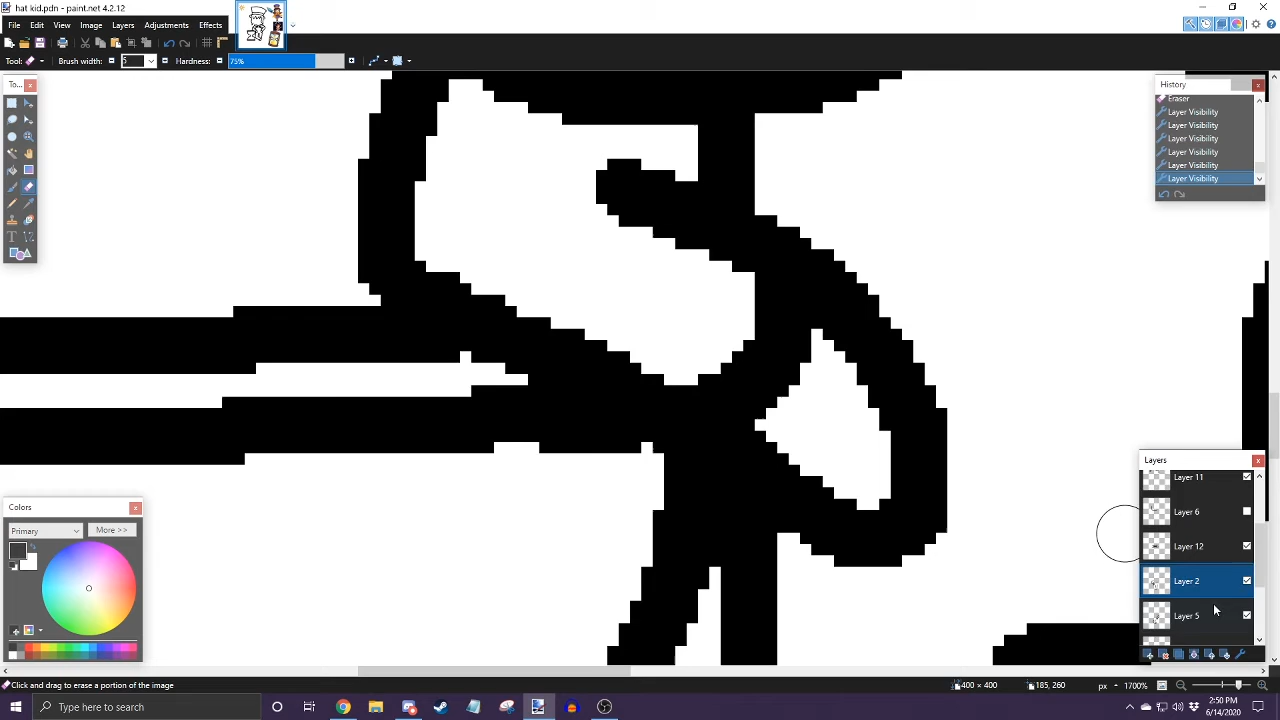 hat kid.pdn - paint.net 4.2.12
File Edit View Image Layers Adjustments Effects
Tool: Brush width: 5 Hardness: 75%
To...
History
Eraser
Layer Visibility
Layer Visibility
Layer Visibility
Layer Visibility
Layer Visibility
Layer Visibility
Layers
Layer 11
Layer 6
Layer 12
Layer 2
Layer 5
Colors
Primary More >>
Click and drag to erase a portion of the image 400 × 400 185, 260 px 1700%
Type here to search
2:50 PM
6/14/2020